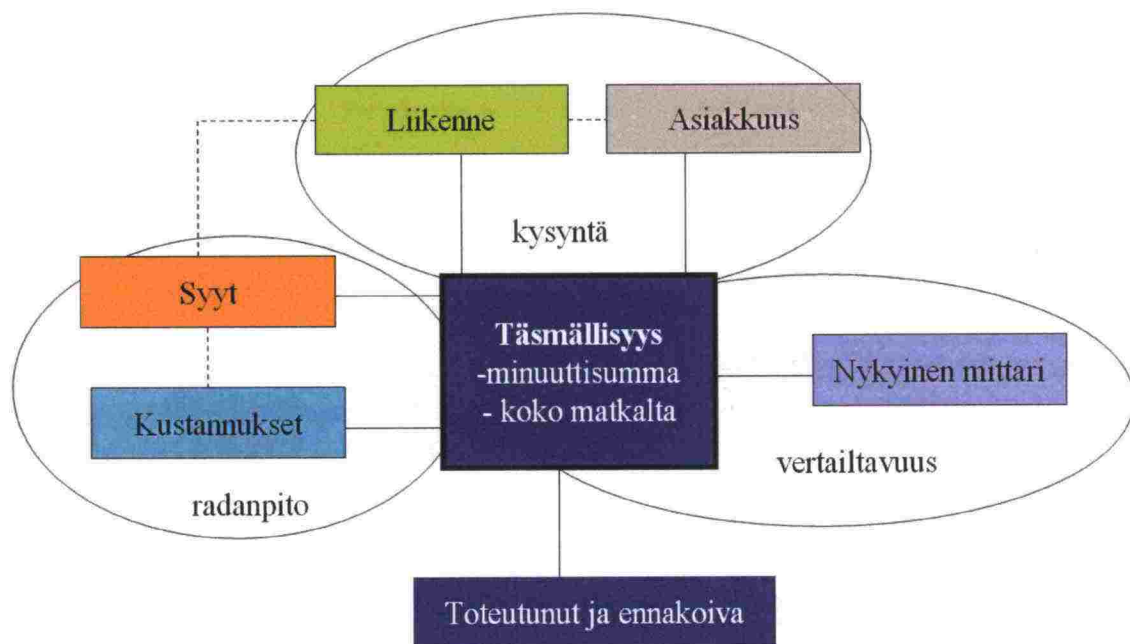 Liikenne
Asiakkuus
kysyntä
Syyt
Täsmällisyys
-minuuttisumma
- koko matkalta
Nykyinen mittari
Kustannukset
vertailtavuus
radanpito
Toteutunut ja ennakoiva